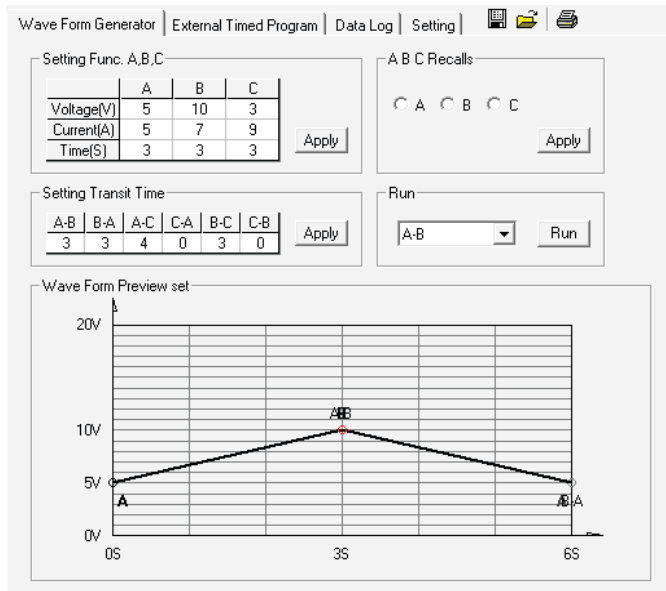 Wave Form Generator External Timed Program Data Log Setting
Setting Func. A,B,C
A B C
Voltage(V) 5 10 3
Current(A) 5 7 9
Time(S) 3 3 3
Apply
A B C Recalls
A B C
Apply
Setting Transit Time
A-B B-A A-C C-A B-C C-B
3 3 4 0 3 0
Apply
Run
A-B
Run
Wave Form Preview set
20V
10V
5V
A
B-A
0V
0S 3S 6S